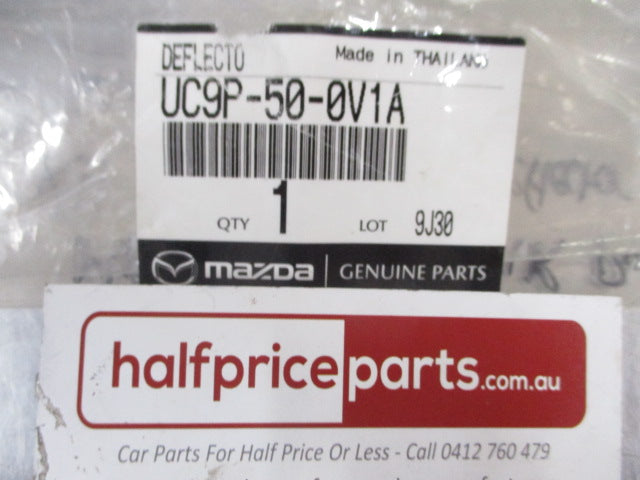 DEFLECTO
Made in THAILAND
UC9P-50-0V1A
QTY 1 LOT 9J30
mazda GENUINE PARTS
halfpriceparts.com.au
Car Parts For Half Price Or Less - Call 0412 760 479